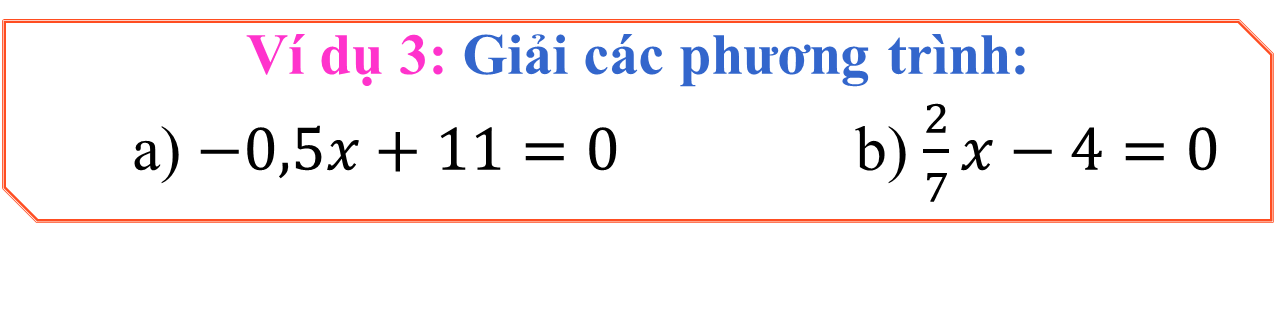 Ví dụ 3: Giải các phương trình:
a) −0,5x + 11 = 0 b) 2/7 x − 4 = 0